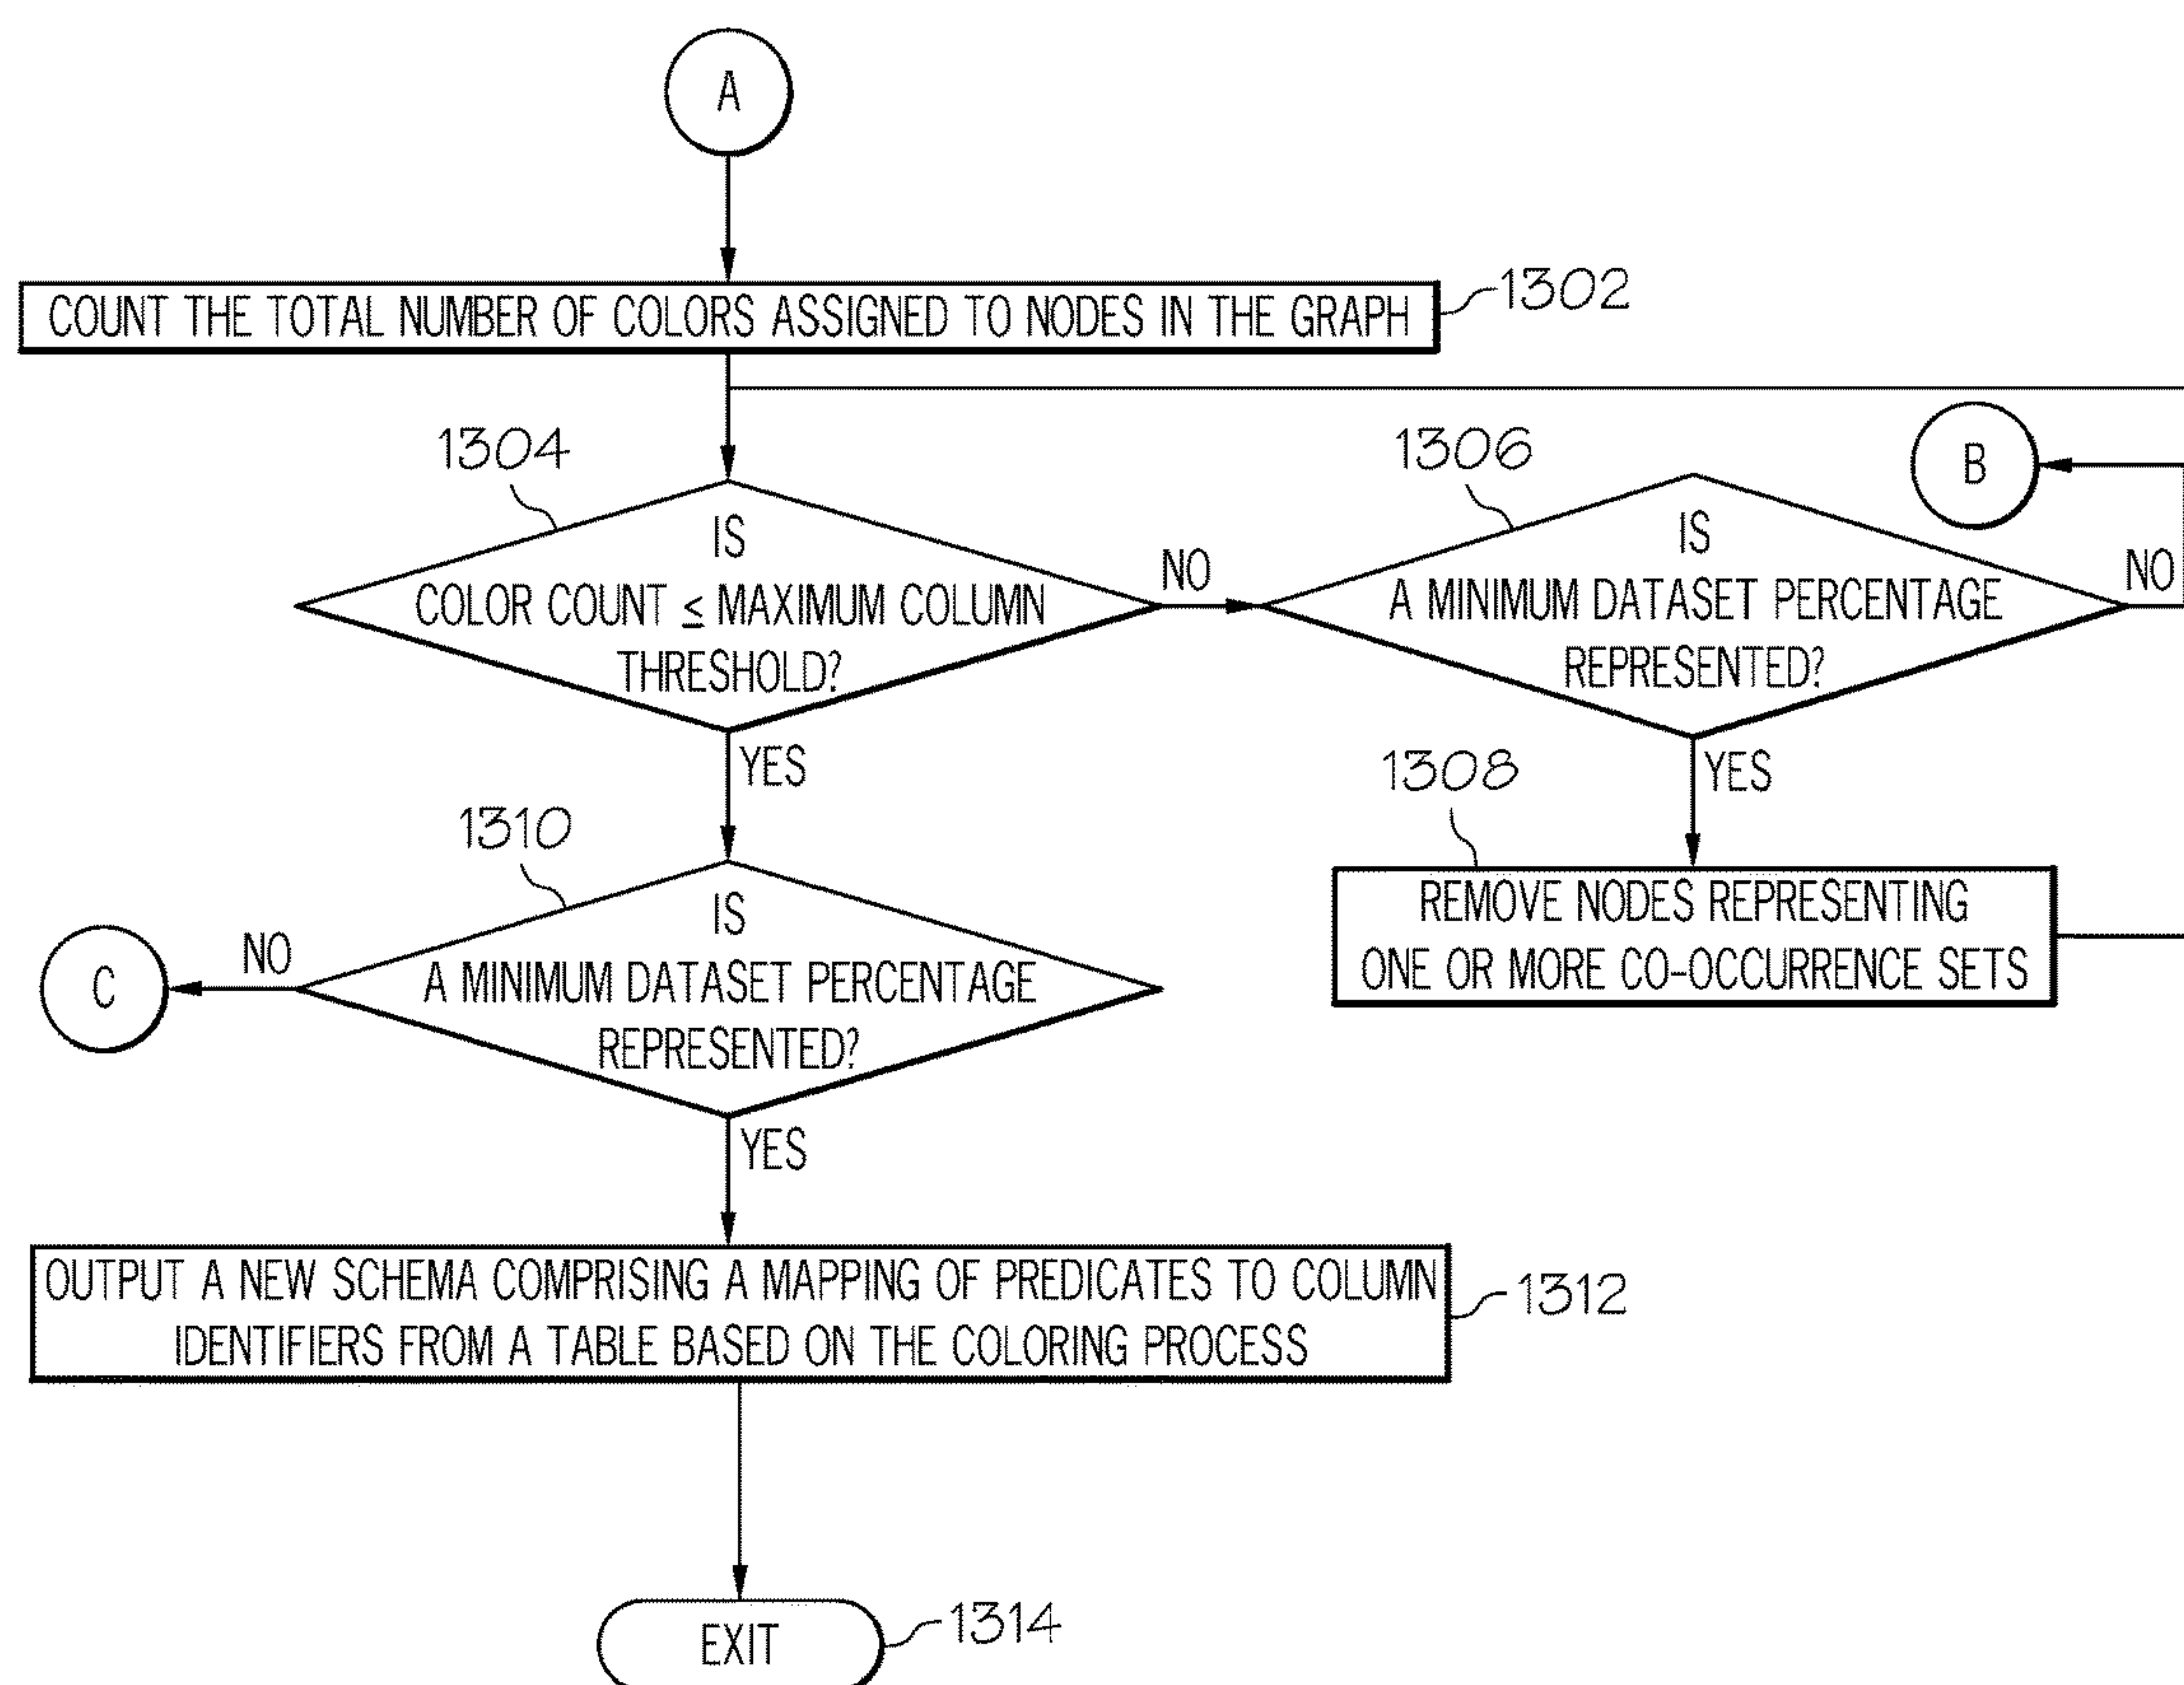 A
COUNT THE TOTAL NUMBER OF COLORS ASSIGNED TO NODES IN THE GRAPH
1302
1304
IS
COLOR COUNT ≤ MAXIMUM COLUMN
THRESHOLD?
NO
YES
1306
IS
A MINIMUM DATASET PERCENTAGE
REPRESENTED?
NO
B
YES
1308
REMOVE NODES REPRESENTING
ONE OR MORE CO-OCCURRENCE SETS
1310
IS
A MINIMUM DATASET PERCENTAGE
REPRESENTED?
NO
C
YES
OUTPUT A NEW SCHEMA COMPRISING A MAPPING OF PREDICATES TO COLUMN
IDENTIFIERS FROM A TABLE BASED ON THE COLORING PROCESS
1312
EXIT
1314